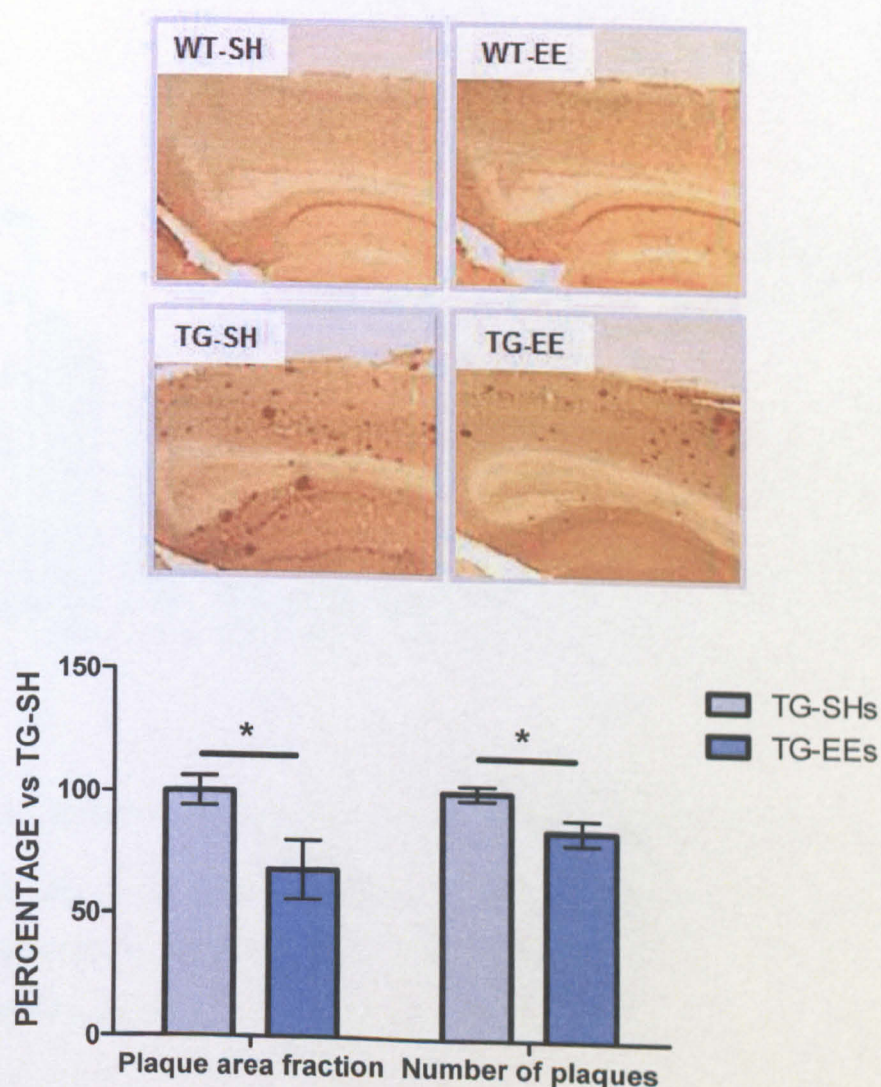 WT-SH
WT-EE
TG-SH
TG-EE
PERCENTAGE vs TG-SH
150
100
50
0
*
*
TG-SHs
TG-EEs
Plaque area fraction
Number of plaques